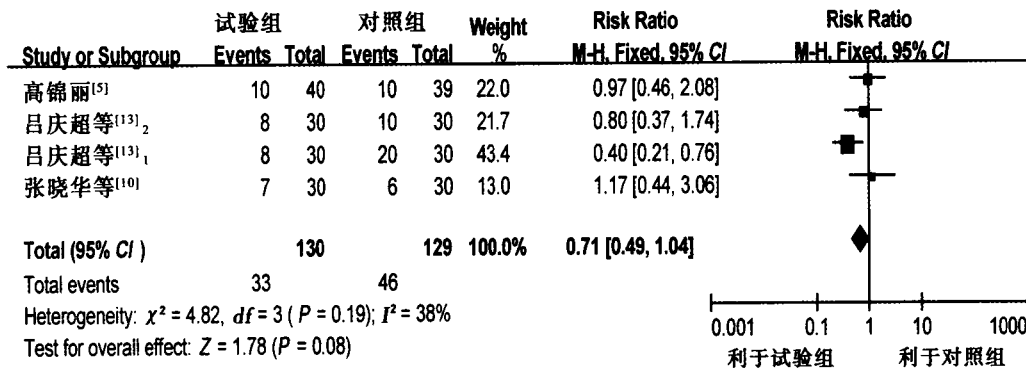 试验组 对照组 Weight Risk Ratio Risk Ratio
Study or Subgroup Events Total Events Total % M-H, Fixed, 95% CI M-H, Fixed, 95% CI
高锦丽[5] 10 40 10 39 22.0 0.97 [0.46, 2.08]
吕庆超等[13]2 8 30 10 30 21.7 0.80 [0.37, 1.74]
吕庆超等[13]1 8 30 20 30 43.4 0.40 [0.21, 0.76]
张晓华等[10] 7 30 6 30 13.0 1.17 [0.44, 3.06]
Total (95% CI) 130 129 100.0% 0.71 [0.49, 1.04]
Total events 33 46
Heterogeneity: χ² = 4.82, df = 3 (P = 0.19); I² = 38%
Test for overall effect: Z = 1.78 (P = 0.08)
0.001 0.1 1 10 1000
利于试验组 利于对照组